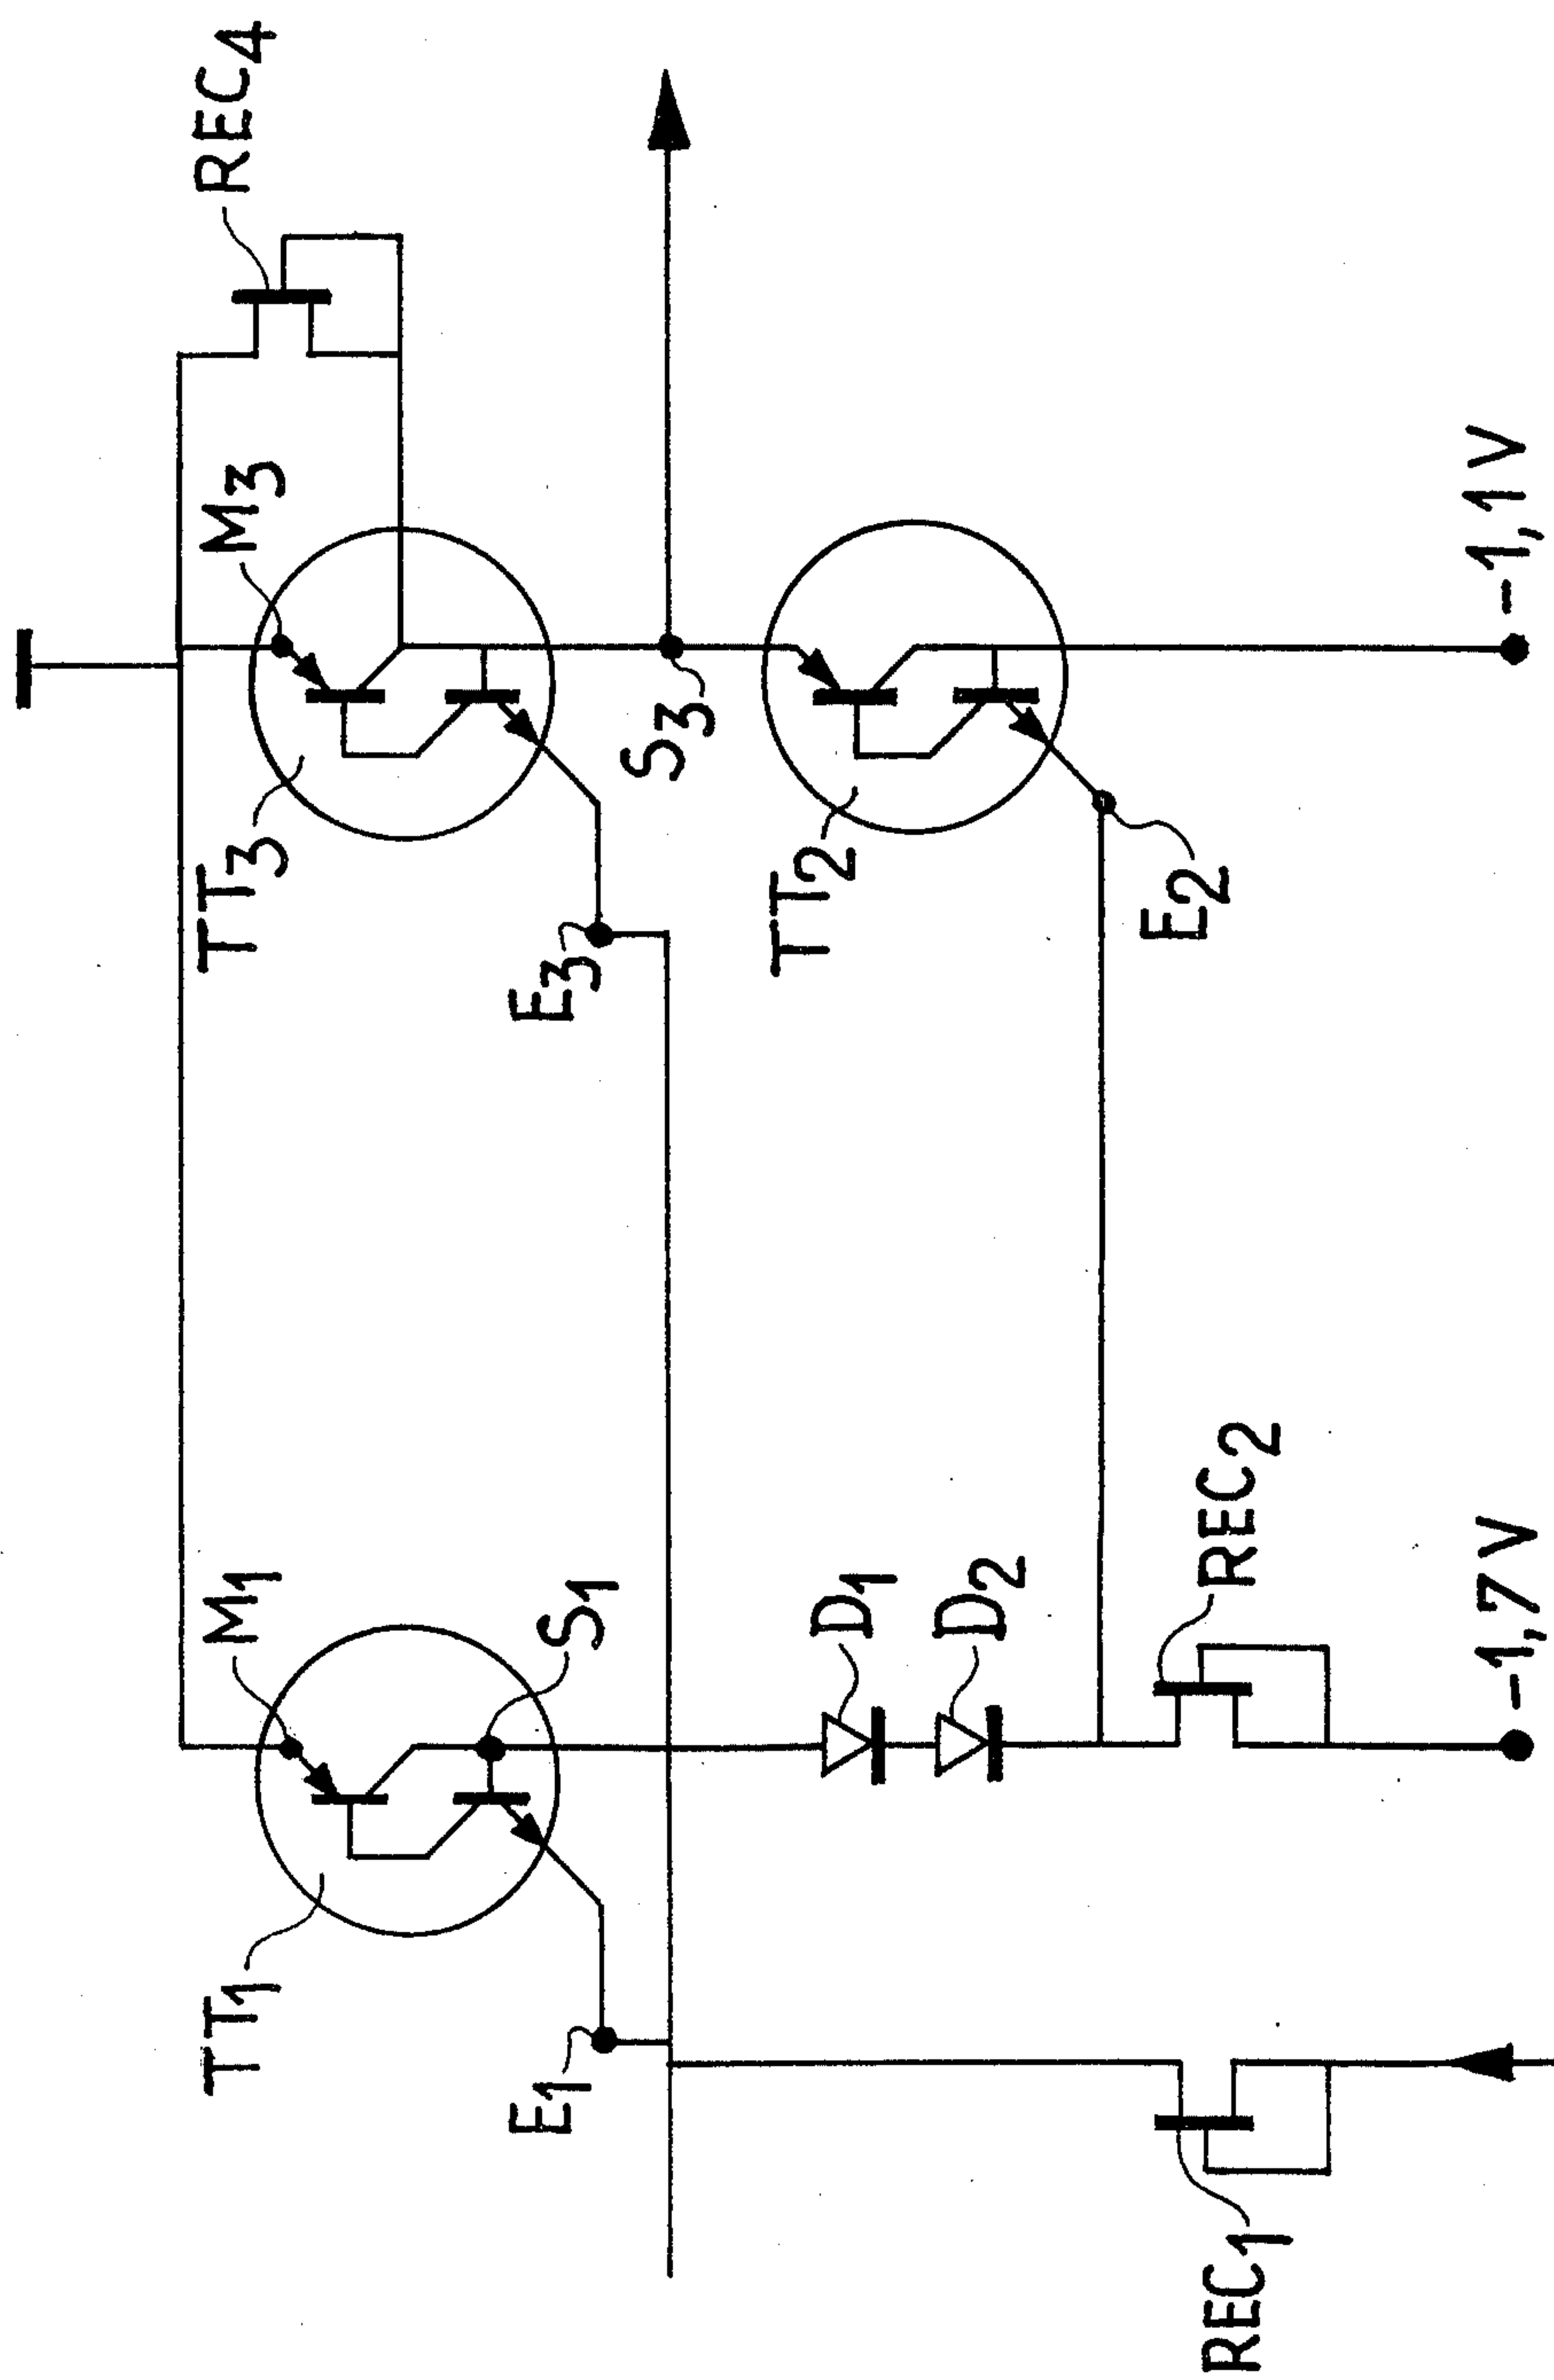 REC4
M3
TT3
E3
S3
TT2
E2
-1,1V
M1
S1
TT1
E1
D1
D2
REC2
-1,7V
REC1